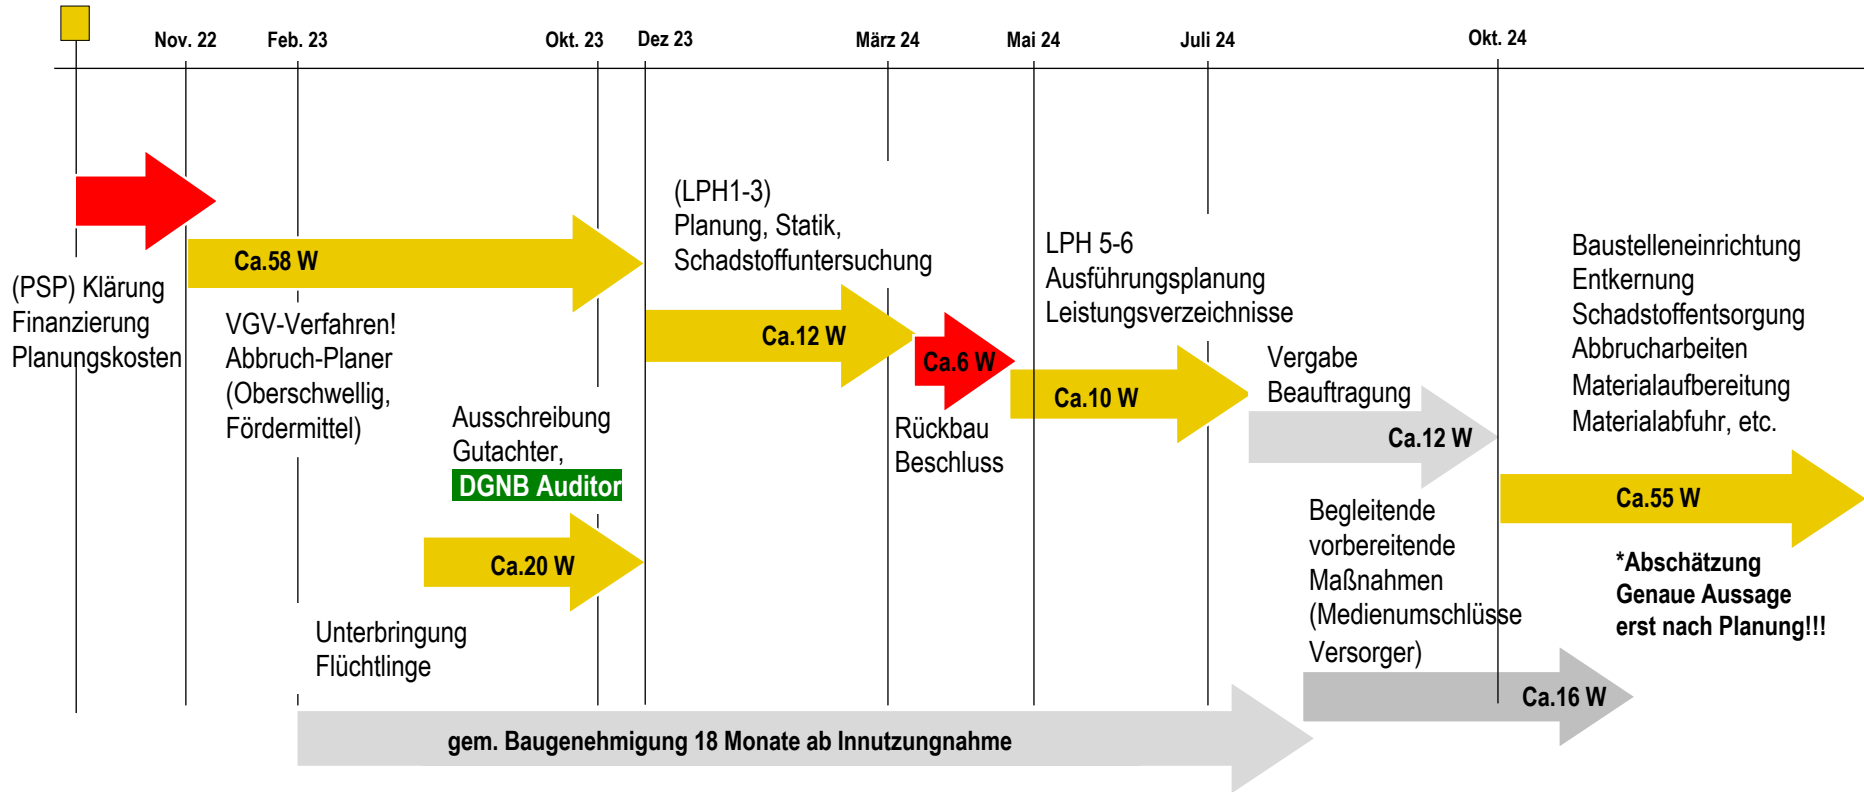 Nov. 22
Feb. 23
Okt. 23
Dez 23
März 24
Mai 24
Juli 24
Okt. 24
(PSP) Klärung
Finanzierung
Planungskosten
Ca.58 W
VGV-Verfahren!
Abbruch-Planer
(Oberschwellig,
Fördermittel)
Ausschreibung
Gutachter,
DGNB Auditor
Ca.20 W
Unterbringung
Flüchtlinge
gem. Baugenehmigung 18 Monate ab Innutzungnahme
(LPH1-3)
Planung, Statik,
Schadstoffuntersuchung
Ca.12 W
Ca.6 W
Rückbau
Beschluss
LPH 5-6
Ausführungsplanung
Leistungsverzeichnisse
Ca.10 W
Vergabe
Beauftragung
Ca.12 W
Begleitende
vorbereitende
Maßnahmen
(Medienumschlüsse
Versorger)
Ca.16 W
Baustelleneinrichtung
Entkernung
Schadstoffentsorgung
Abbrucharbeiten
Materialaufbereitung
Materialabfuhr, etc.
Ca.55 W
*Abschätzung
Genaue Aussage
erst nach Planung!!!